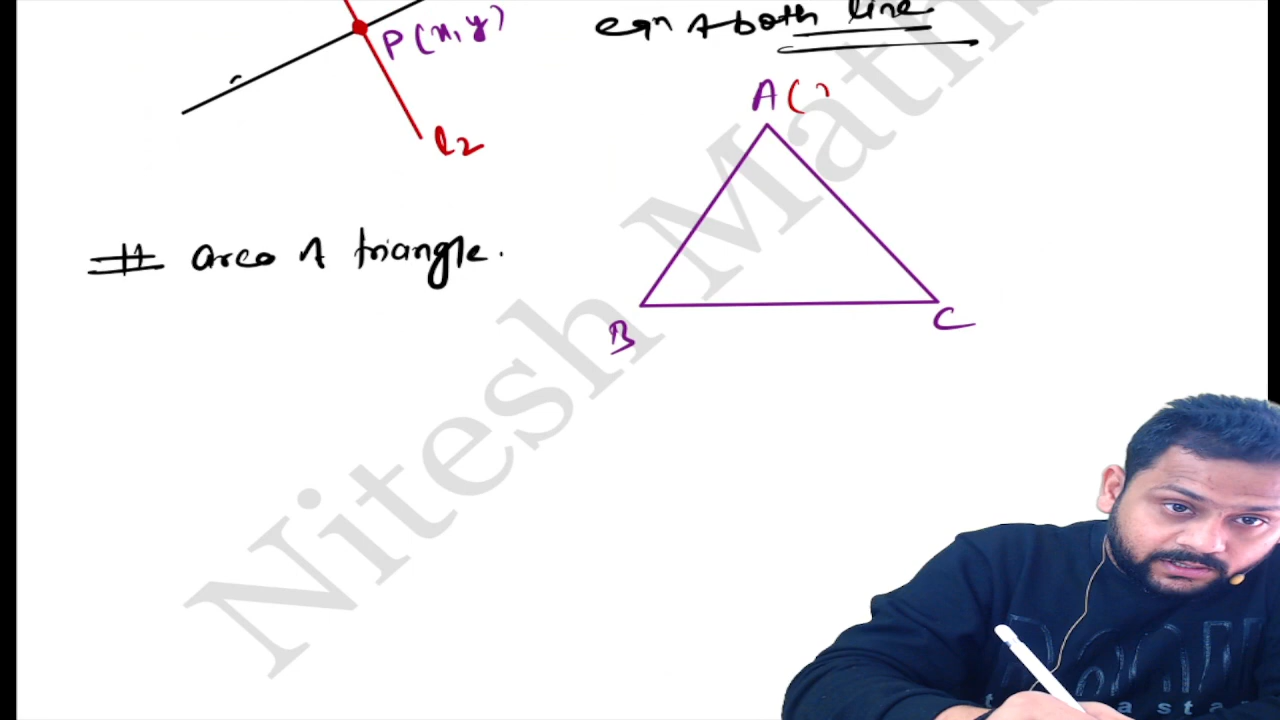 eqn of both line
P(x, y)
A(
l2
# area of triangle.
B
C
Nitesh Maths